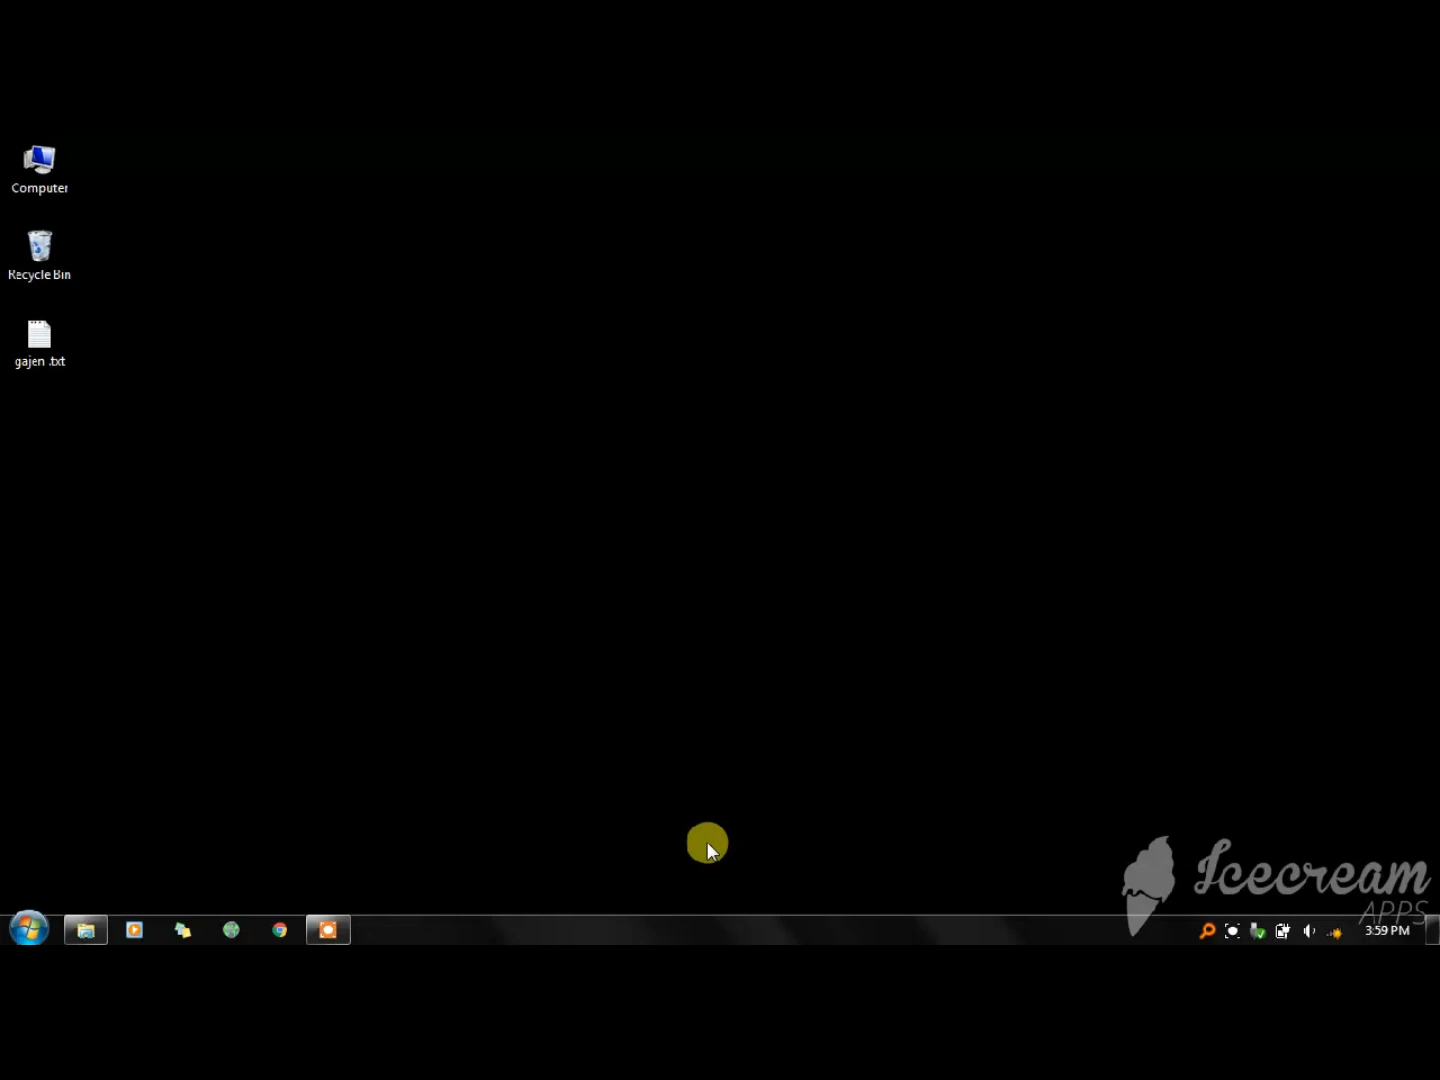 Computer
Recycle Bin
gajen .txt
Icecream
APPS
3:59 PM